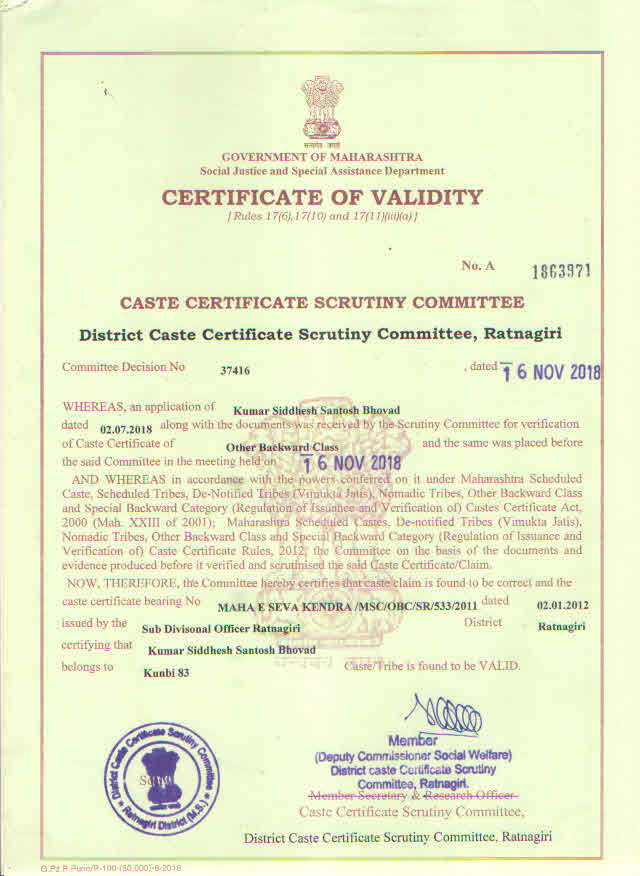 सत्यमेव जयते
GOVERNMENT OF MAHARASHTRA
Social Justice and Special Assistance Department
CERTIFICATE OF VALIDITY
[ Rules 17(6),17(10) and 17(11)(iii)(a) ]
No. A 1863971
CASTE CERTIFICATE SCRUTINY COMMITTEE
District Caste Certificate Scrutiny Committee, Ratnagiri
Committee Decision No 37416 , dated 16 NOV 2018
WHEREAS, an application of Kumar Siddhesh Santosh Bhovad
dated 02.07.2018 along with the documents was received by the Scrutiny Committee for verification
of Caste Certificate of Other Backward Class and the same was placed before
the said Committee in the meeting held on 16 NOV 2018
AND WHEREAS in accordance with the powers conferred on it under Maharashtra Scheduled
Caste, Scheduled Tribes, De-Notified Tribes (Vimukta Jatis), Nomadic Tribes, Other Backward Class
and Special Backward Category (Regulation of Issuance and Verification of) Castes Certificate Act,
2000 (Mah. XXIII of 2001); Maharashtra Scheduled Castes, De-notified Tribes (Vimukta Jatis),
Nomadic Tribes, Other Backward Class and Special Backward Category (Regulation of Issuance and
Verification of) Caste Certificate Rules, 2012, the Committee on the basis of the documents and
evidence produced before it verified and scrutinised the said Caste Certificate/Claim.
NOW, THEREFORE, the Committee hereby certifies that caste claim is found to be correct and the
caste certificate bearing No MAHA E SEVA KENDRA /MSC/OBC/SR/533/2011 dated 02.01.2012
issued by the Sub Divisonal Officer Ratnagiri District Ratnagiri
certifying that Kumar Siddhesh Santosh Bhovad
belongs to Kunbi 83 Caste/Tribe is found to be VALID.
सत्यमेव जयते
Member
(Deputy Commissioner Social Welfare)
District caste Certificate Scrutiny
Committee, Ratnagiri.
Member Secretary & Research Officer
Caste Certificate Scrutiny Committee,
District Caste Certificate Scrutiny Committee, Ratnagiri
District Caste Certificate Scrutiny Committee
Ratnagiri District (M.S.)
Seal
G.Pz.P.Pune/P-100-(50,000)-6-2018.